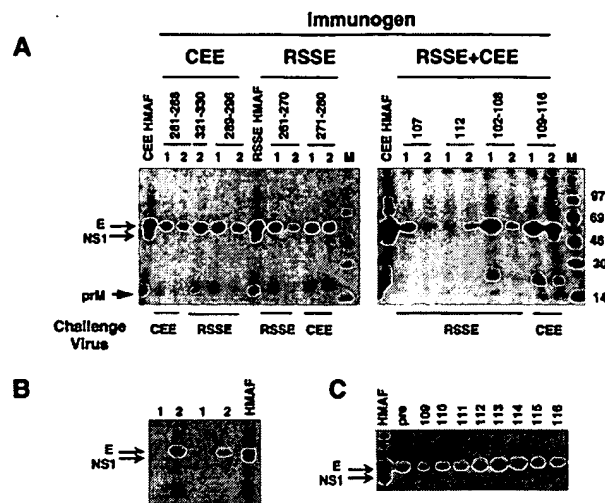 Immunogen
A
CEE RSSE RSSE+CEE
CEE HMAF 281-288 321-330 289-296 RSSE HMAF 261-270 271-280 CEE HMAF 107 112 102-108 109-116
1 2 2 1 2 1 2 1 2 M 1 2 1 2 1 2 1 2 M
97
69
E
NS1
46
30
prM
14
Challenge Virus
CEE RSSE RSSE CEE RSSE CEE
B
1 2 1 2 HMAF
E
NS1
C
HMAF pre 109 110 111 112 113 114 115 116
E
NS1